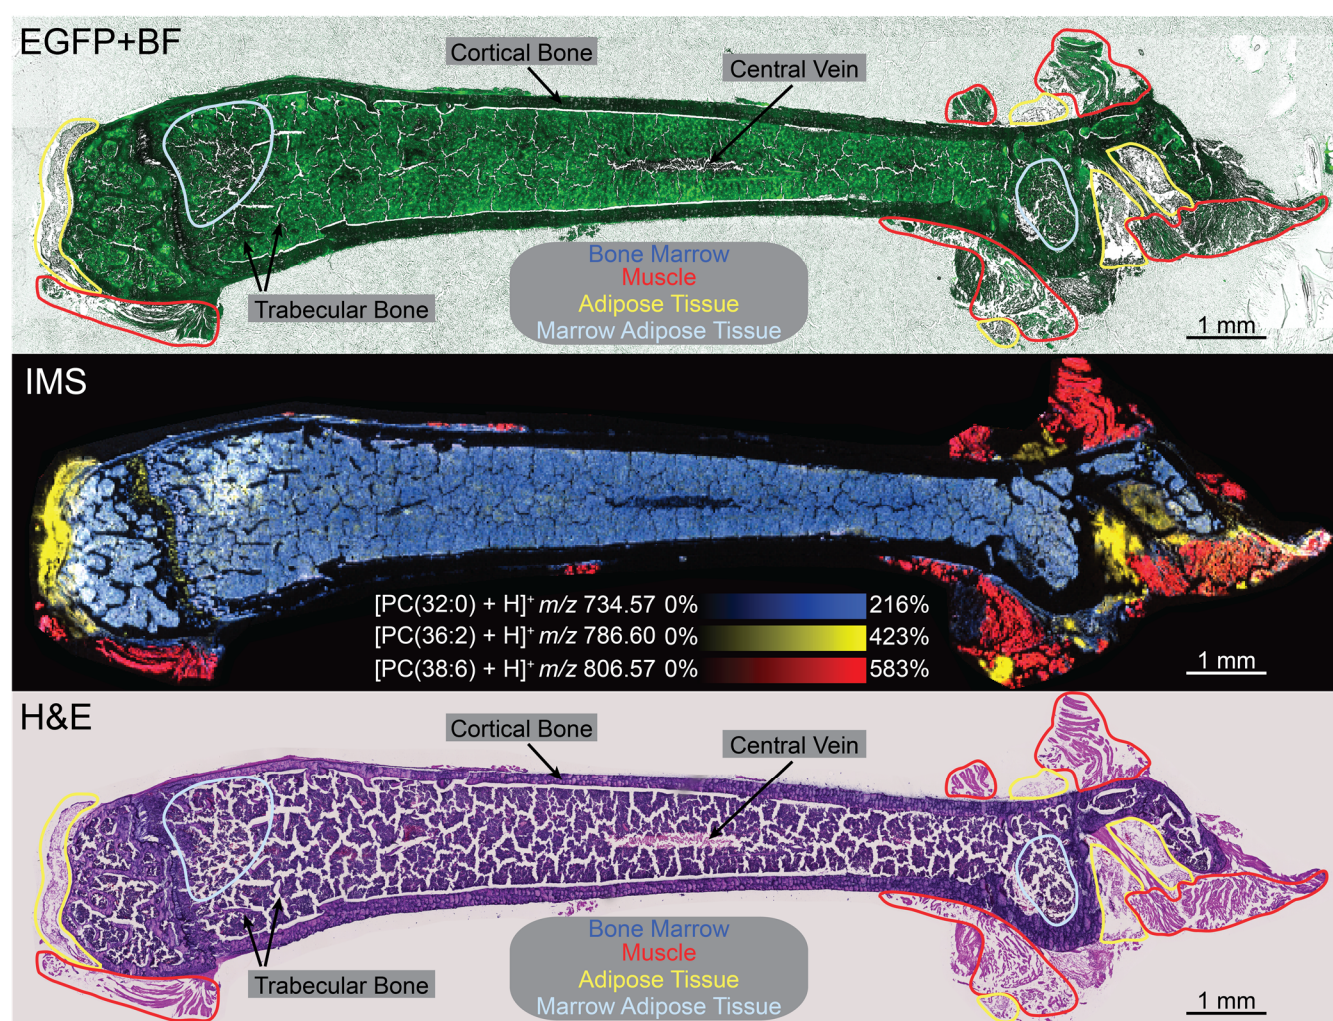 EGFP+BF
Cortical Bone
Central Vein
Trabecular Bone
Bone Marrow
Muscle
Adipose Tissue
Marrow Adipose Tissue
1 mm
IMS
[PC(32:0) + H]⁺ m/z 734.57 0% 216%
[PC(36:2) + H]⁺ m/z 786.60 0% 423%
[PC(38:6) + H]⁺ m/z 806.57 0% 583%
1 mm
H&E
Cortical Bone
Central Vein
Trabecular Bone
Bone Marrow
Muscle
Adipose Tissue
Marrow Adipose Tissue
1 mm